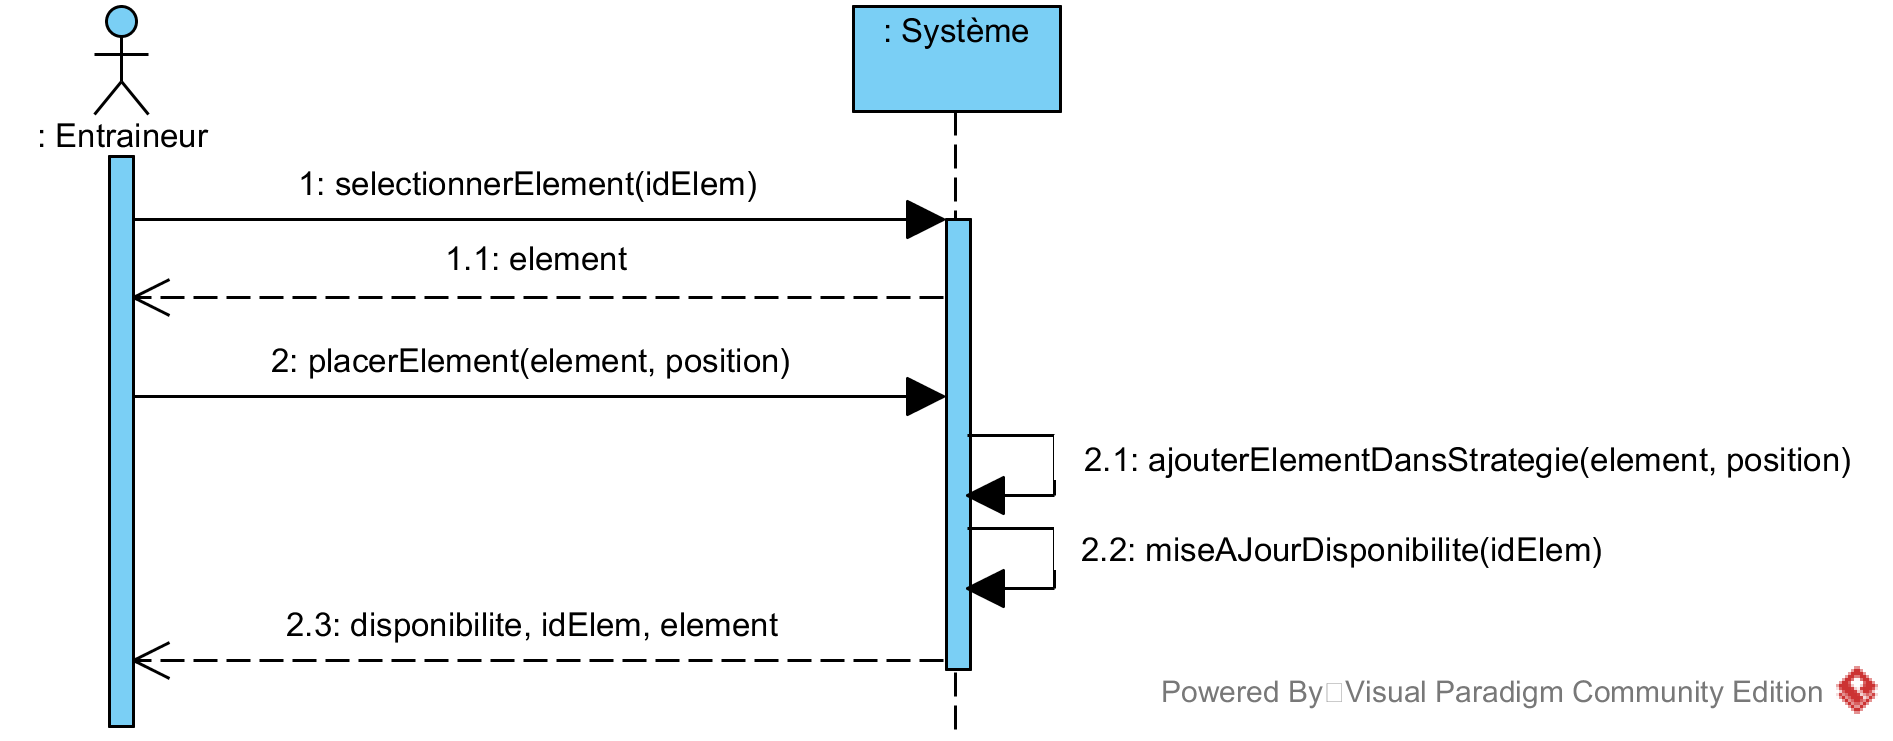 : Entraineur
: Système
1: selectionnerElement(idElem)
1.1: element
2: placerElement(element, position)
2.1: ajouterElementDansStrategie(element, position)
2.2: miseAJourDisponibilite(idElem)
2.3: disponibilite, idElem, element
Powered By Visual Paradigm Community Edition